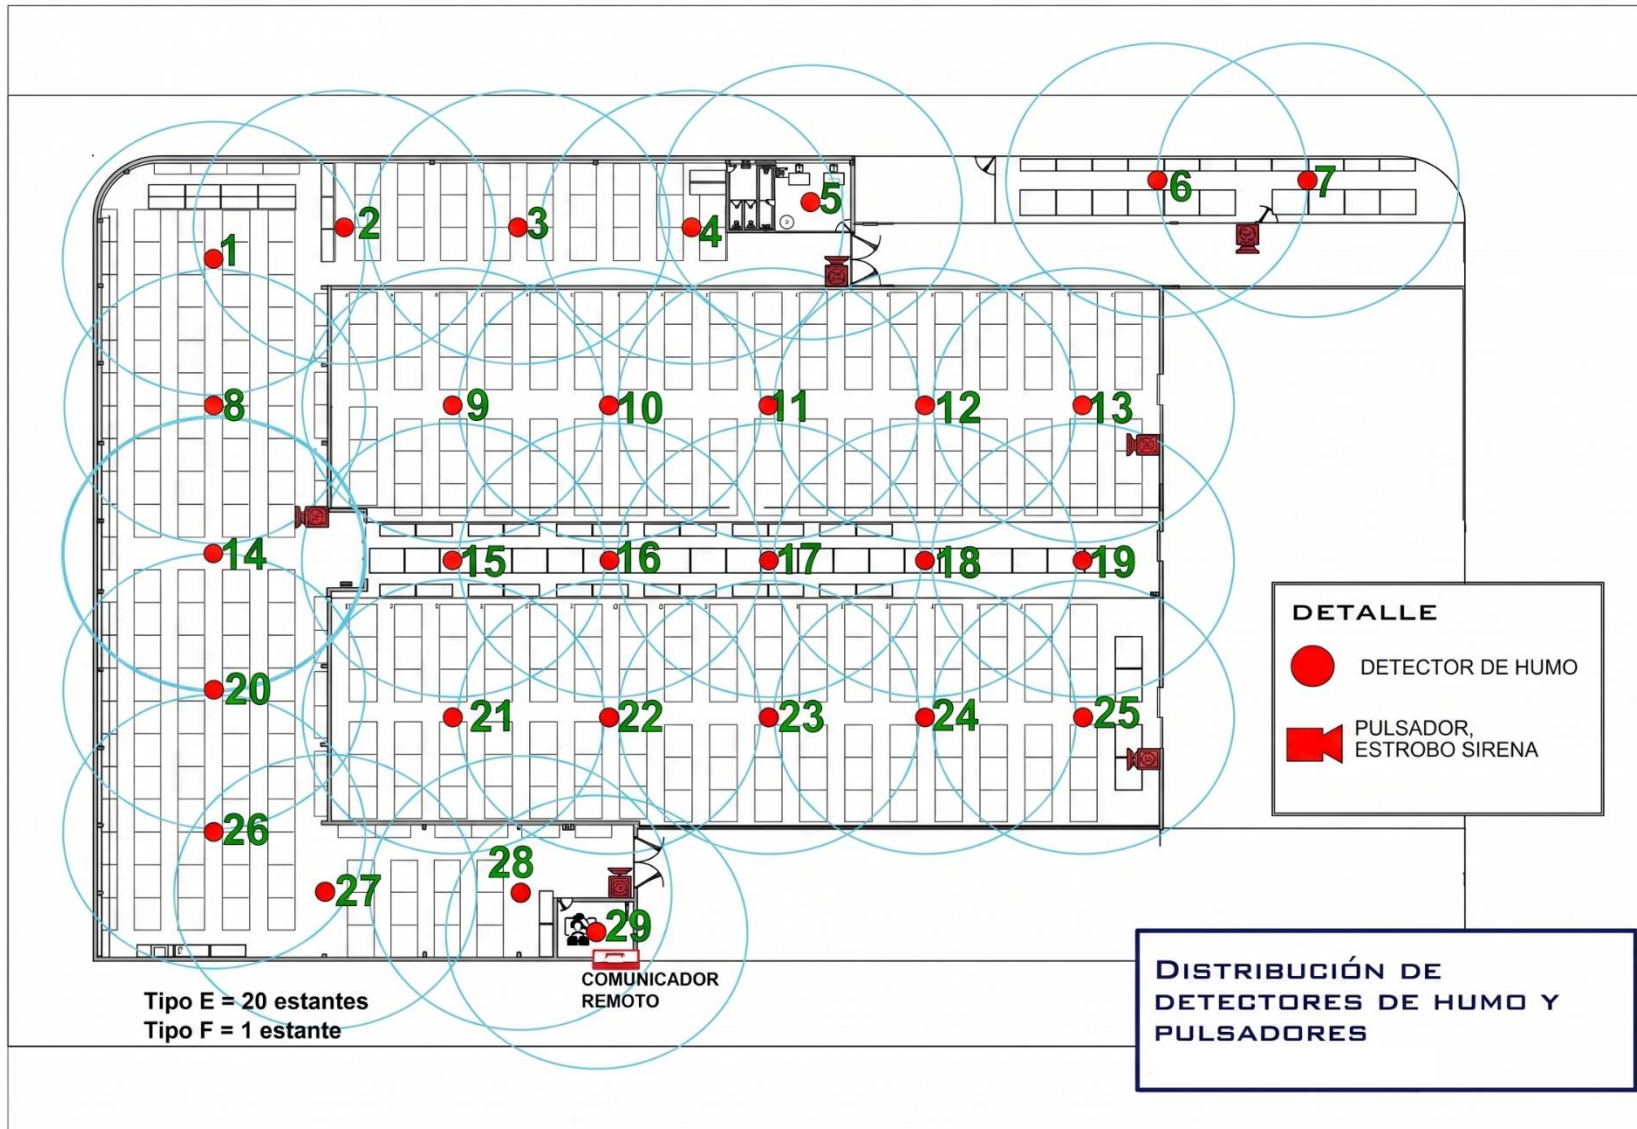 1
2
3
4
5
6
7
8
9
10
11
12
13
14
15
16
17
18
19
20
21
22
23
24
25
26
27
28
29
COMUNICADOR
REMOTO
Tipo E = 20 estantes
Tipo F = 1 estante
DETALLE
DETECTOR DE HUMO
PULSADOR,
ESTROBO SIRENA
DISTRIBUCIÓN DE
DETECTORES DE HUMO Y
PULSADORES